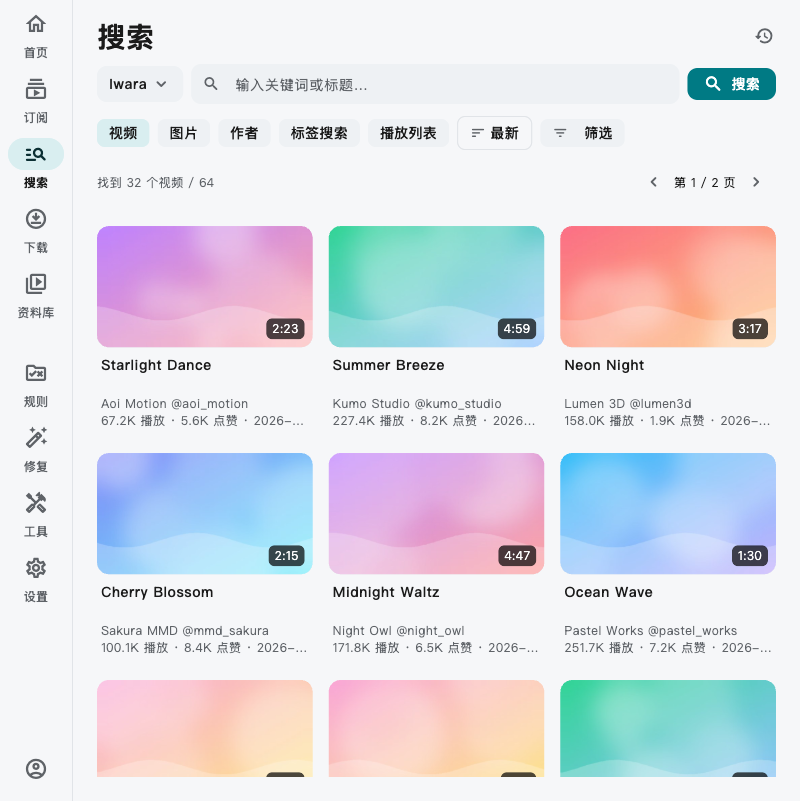 首页
订阅
搜索
下载
资料库
规则
修复
工具
设置
搜索
Iwara
输入关键词或标题...
搜索
视频
图片
作者
标签搜索
播放列表
最新
筛选
找到 32 个视频 / 64
第 1 / 2 页
2:23
4:59
3:17
Starlight Dance
Summer Breeze
Neon Night
Aoi Motion @aoi_motion
67.2K 播放 · 5.6K 点赞 · 2026-...
Kumo Studio @kumo_studio
227.4K 播放 · 8.2K 点赞 · 2026...
Lumen 3D @lumen3d
158.0K 播放 · 1.9K 点赞 · 2026-...
2:15
4:47
1:30
Cherry Blossom
Midnight Waltz
Ocean Wave
Sakura MMD @mmd_sakura
100.1K 播放 · 8.4K 点赞 · 2026-...
Night Owl @night_owl
171.8K 播放 · 6.5K 点赞 · 2026-...
Pastel Works @pastel_works
251.7K 播放 · 7.2K 点赞 · 2026-...